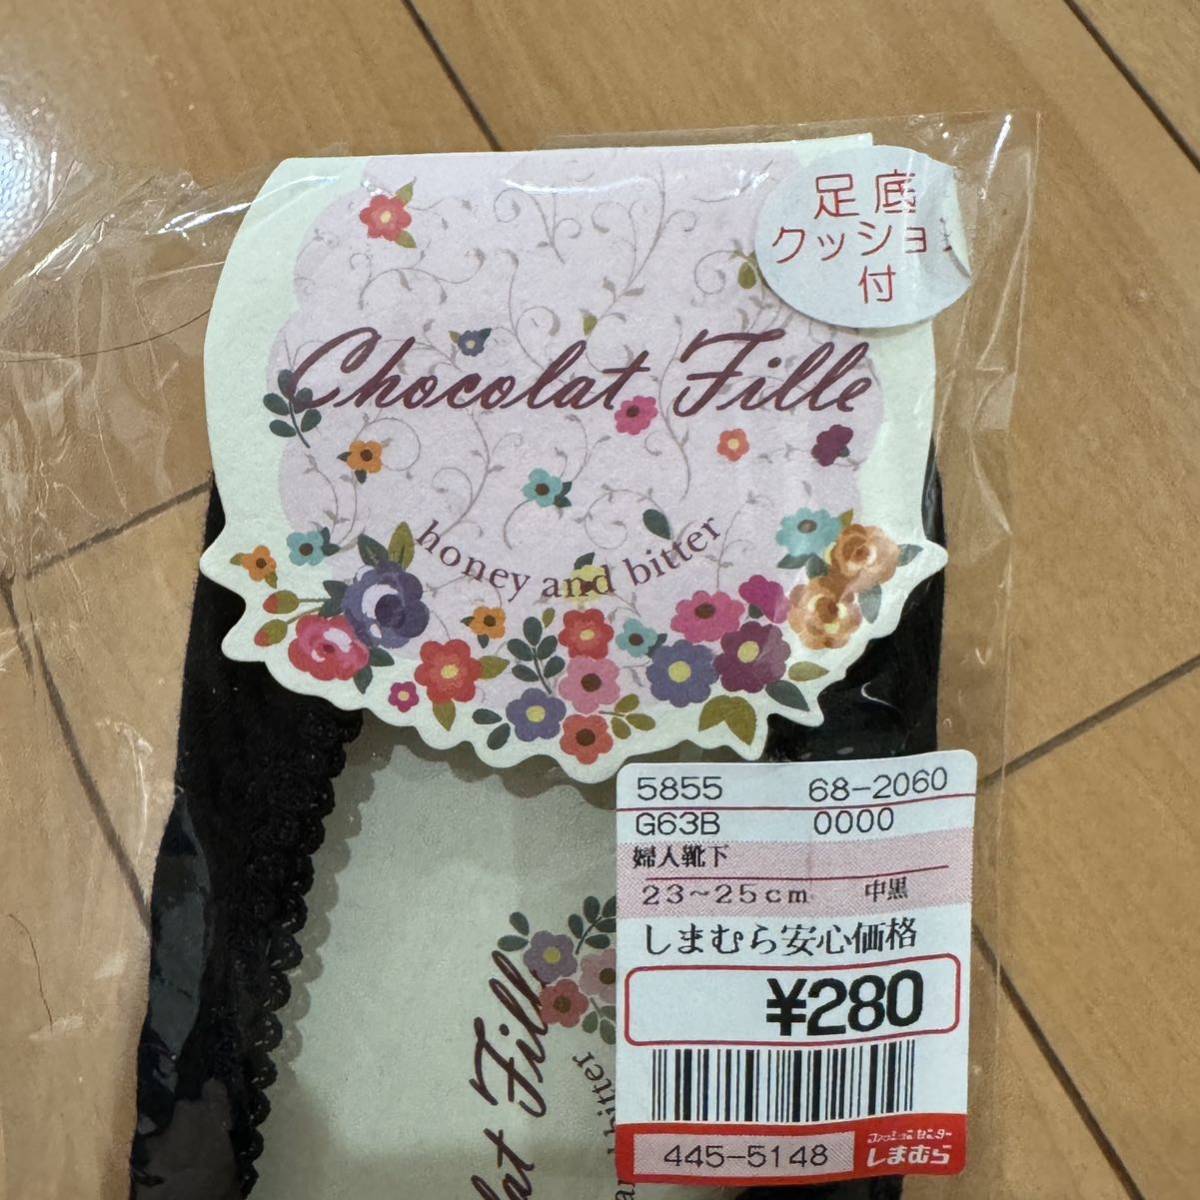 足底
クッショ
付
Chocolat Fille
honey and bitter
5855 68-2060
G63B 0000
婦人靴下
23~25cm 中黒
しまむら安心価格
¥280
445-5148
ファッションセンター
しまむら
Fille
bitter